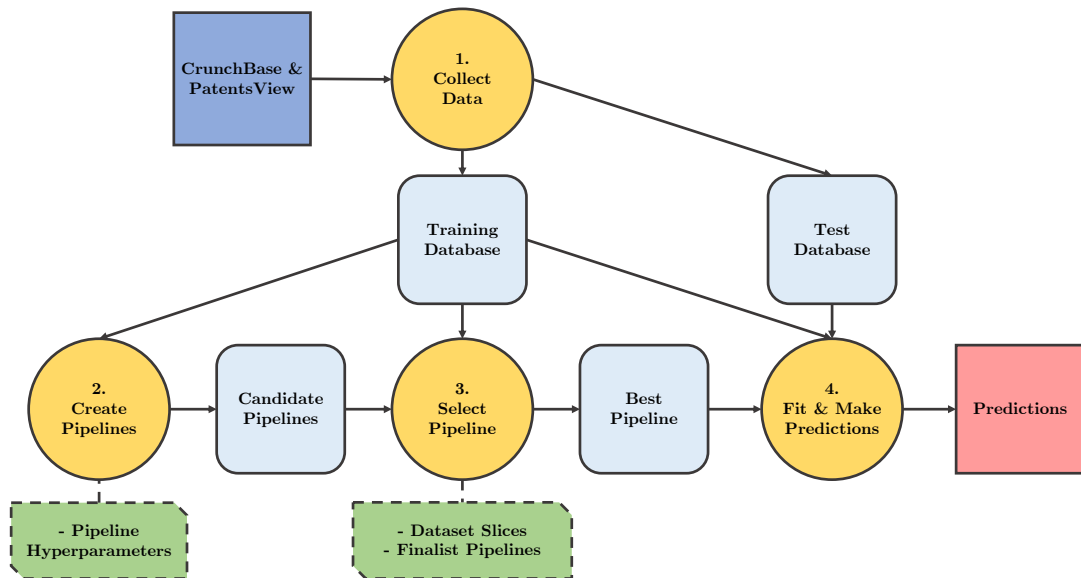 CrunchBase &
PatentsView
1.
Collect
Data
Training
Database
Test
Database
2.
Create
Pipelines
Candidate
Pipelines
3.
Select
Pipeline
Best
Pipeline
4.
Fit & Make
Predictions
Predictions
- Pipeline
Hyperparameters
- Dataset Slices
- Finalist Pipelines